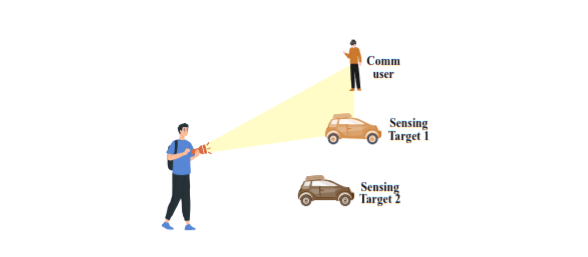 Comm
user
Sensing
Target 1
Sensing
Target 2